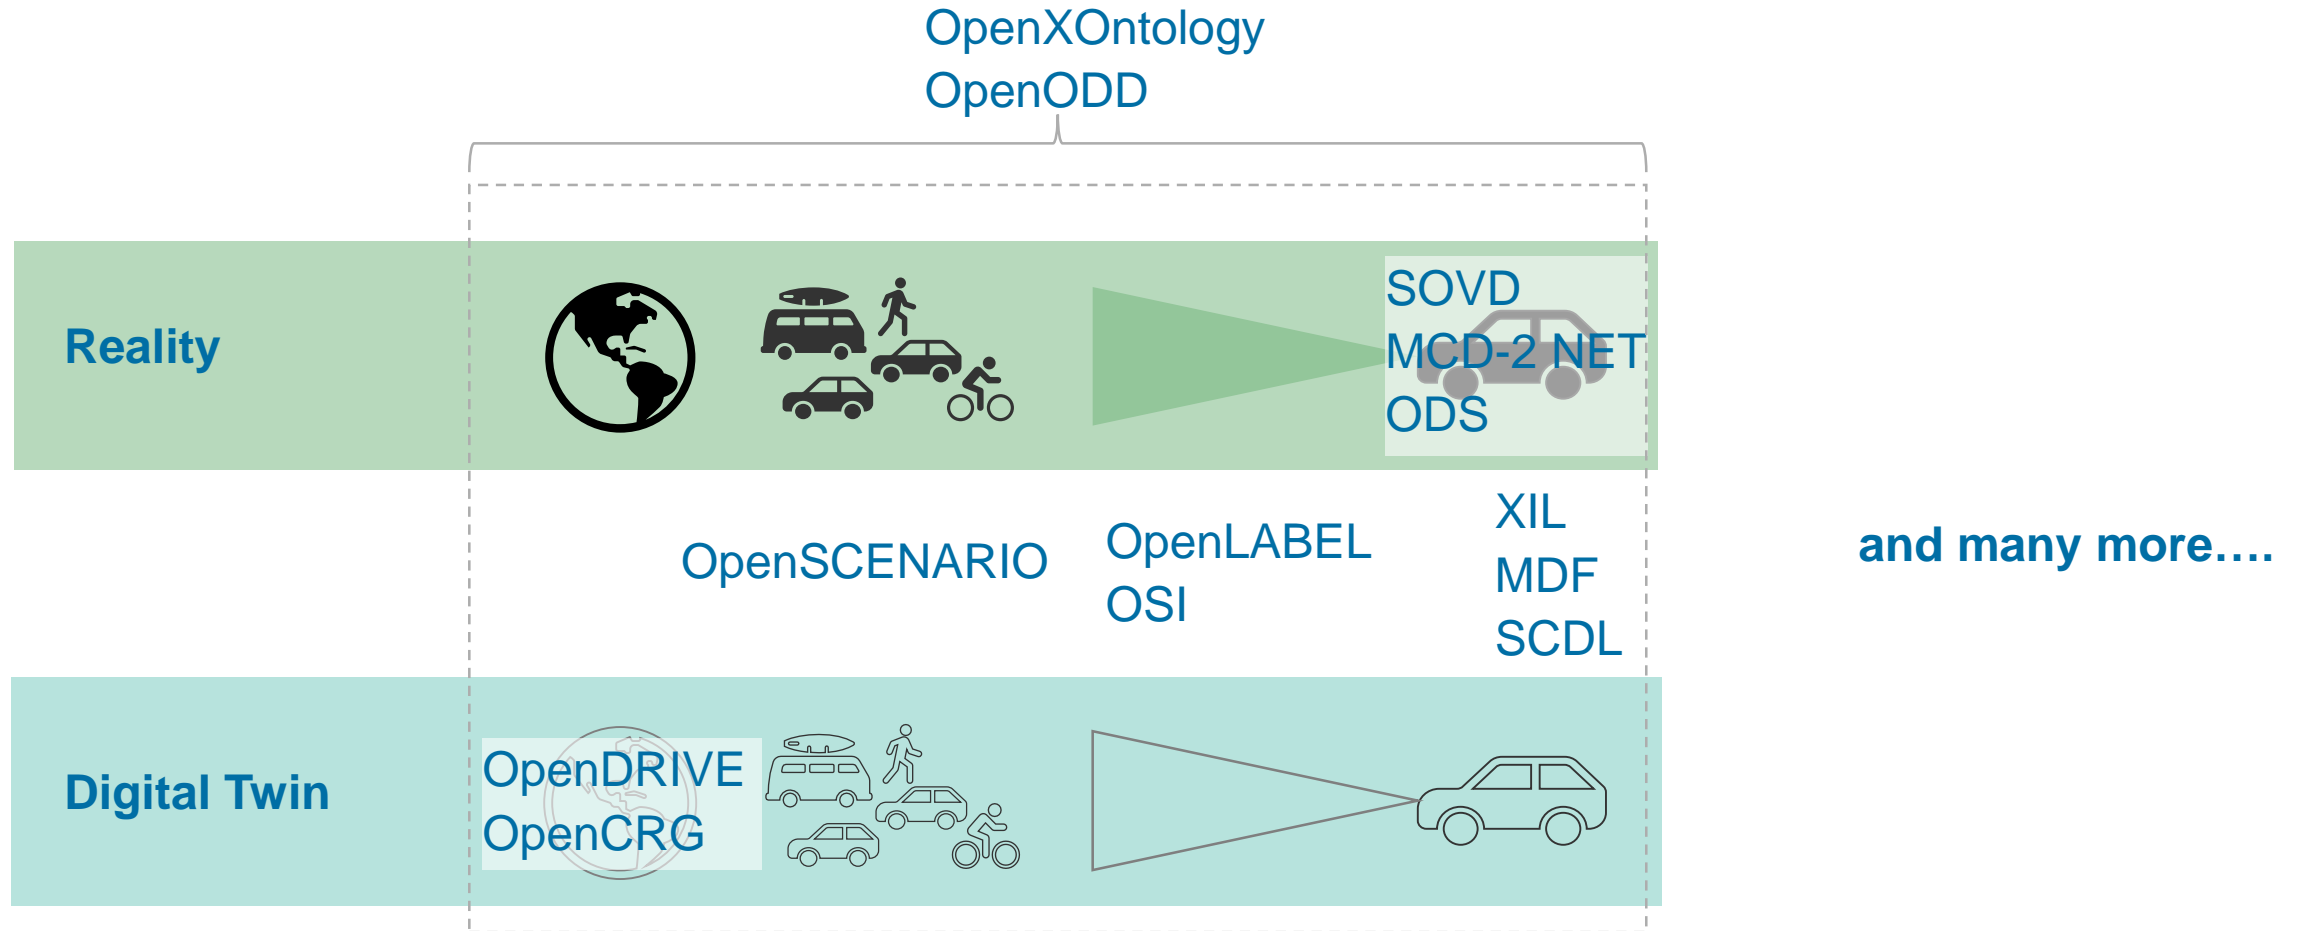 OpenXOntology
OpenODD
Reality
SOVD
MCD-2 NET
ODS
OpenSCENARIO
OpenLABEL
OSI
XIL
MDF
SCDL
and many more….
Digital Twin
OpenDRIVE
OpenCRG